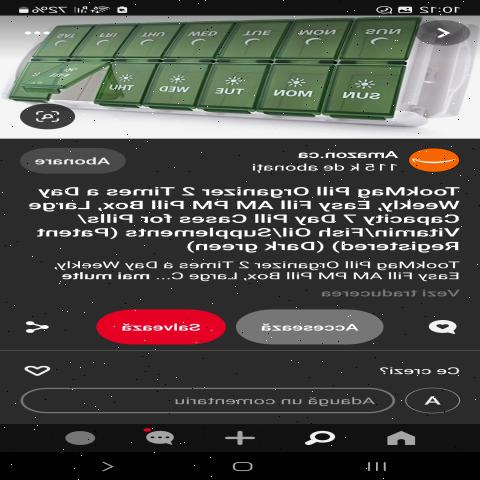 10:12 72%
SUN MON TUE WED THU FRI SAT
SUN MON TUE WED THU
Amazon.ca
115 k de abonați
Abonare
TookMag Pill Organizer 2 Times a Day
Weekly, Easy Fill AM PM Pill Box, Large
Capacity 7 Day Pill Cases for Pills/
Vitamin/Fish Oil/Supplements (Patent
Registered) (Dark green)
TookMag Pill Organizer 2 Times a Day Weekly,
Easy Fill AM PM Pill Box, Large C... mai multe
Vezi traducerea
Accesează
Salvează
Ce crezi?
A
Adaugă un comentariu